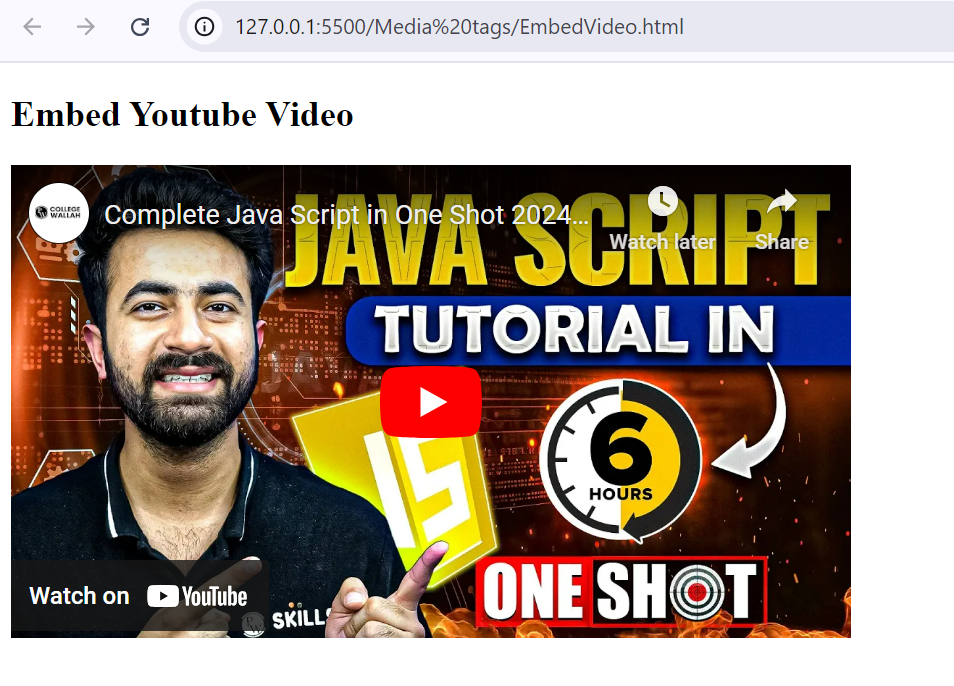 127.0.0.1:5500/Media%20tags/EmbedVideo.html
Embed Youtube Video
COLLEGE
WALLAH
Complete Java Script in One Shot 2024...
Watch later
Share
JAVA SCRIPT
TUTORIAL IN
JS
6
HOURS
ONE SHOT
Watch on YouTube
SKILL